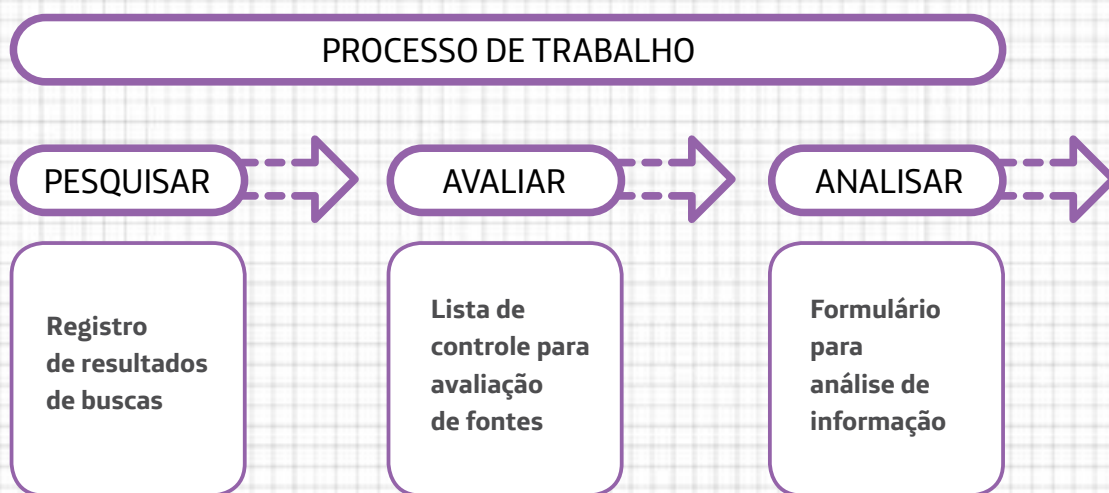 PROCESSO DE TRABALHO
PESQUISAR
AVALIAR
ANALISAR
Registro
de resultados
de buscas
Lista de
controle para
avaliação
de fontes
Formulário
para
análise de
informação